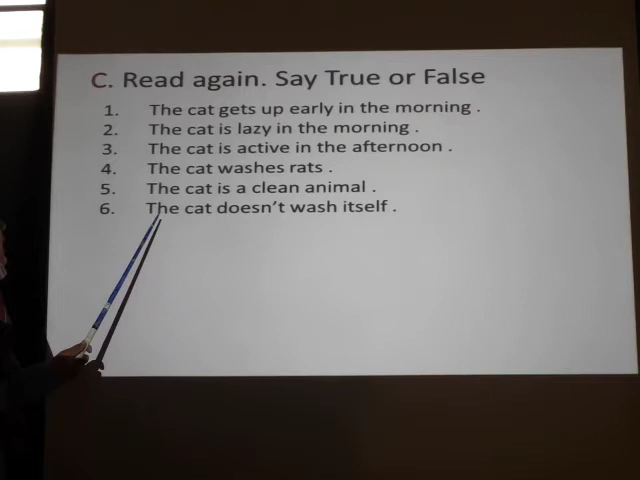 C. Read again. Say True or False
1. The cat gets up early in the morning .
2. The cat is lazy in the morning .
3. The cat is active in the afternoon .
4. The cat washes rats .
5. The cat is a clean animal .
6. The cat doesn't wash itself .